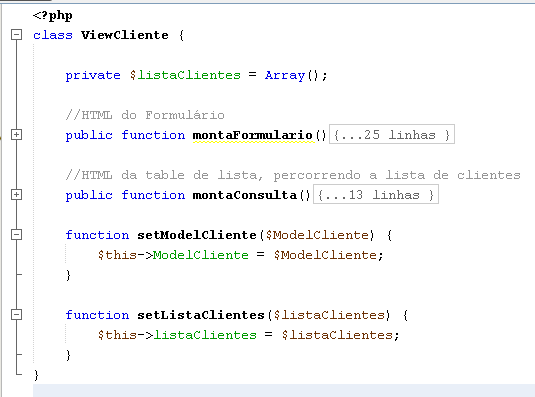 <?php
class ViewCliente {
private $listaClientes = Array();
//HTML do Formulário
public function montaFormulario(){...25 linhas }
//HTML da table de lista, percorrendo a lista de clientes
public function montaConsulta(){...13 linhas }
function setModelCliente($ModelCliente) {
$this->ModelCliente = $ModelCliente;
}
function setListaClientes($listaClientes) {
$this->listaClientes = $listaClientes;
}
}